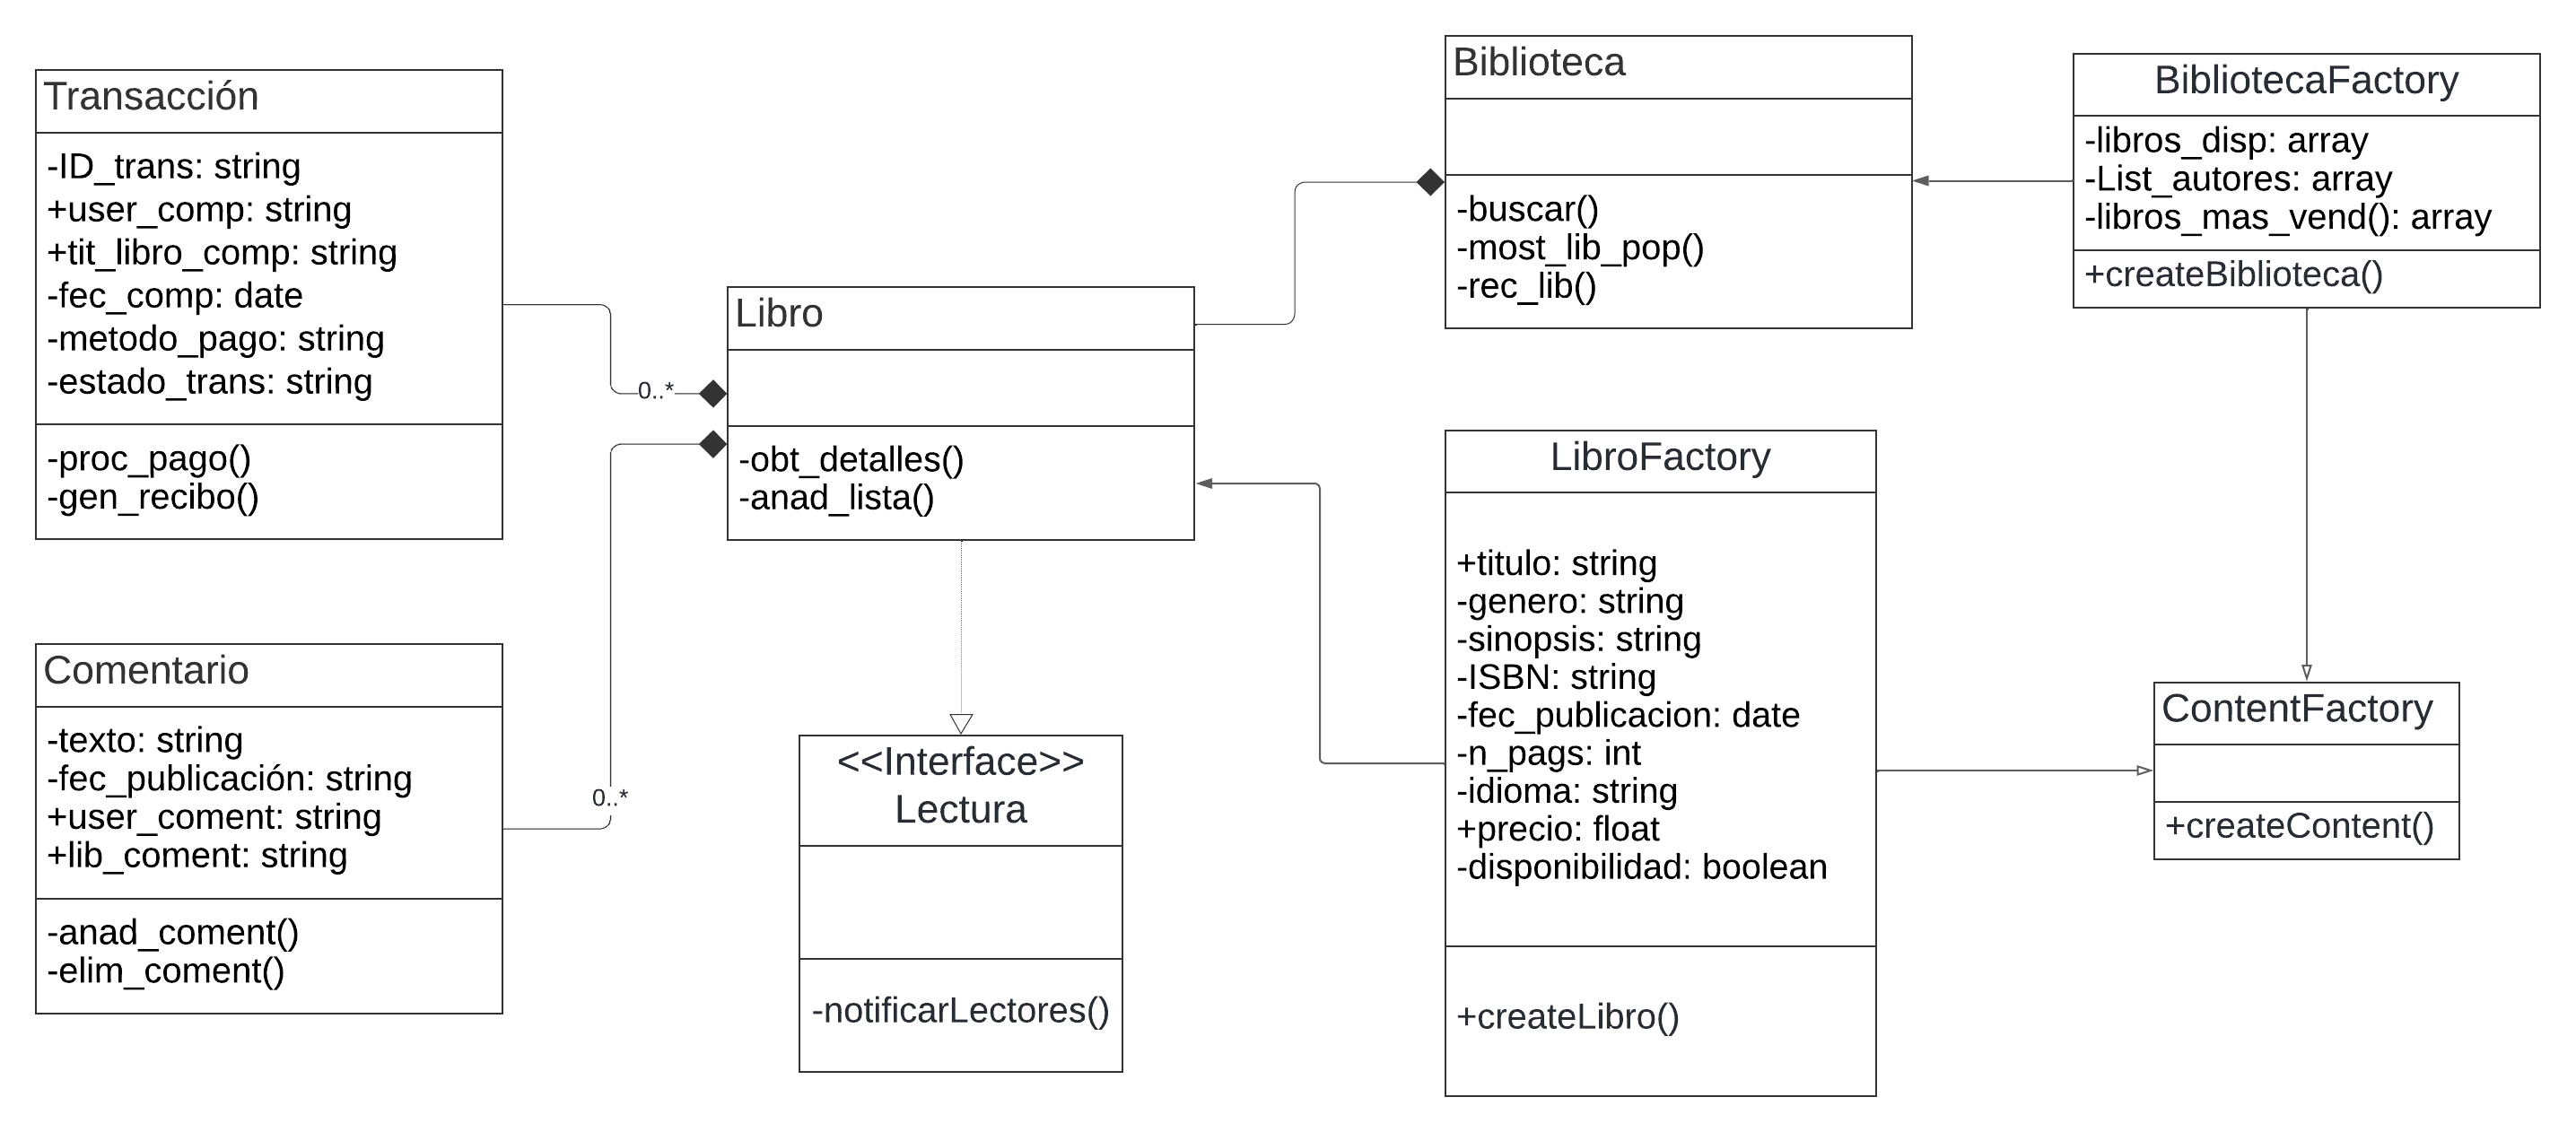 Transacción
-ID_trans: string
+user_comp: string
+tit_libro_comp: string
-fec_comp: date
-metodo_pago: string
-estado_trans: string
-proc_pago()
-gen_recibo()
Comentario
-texto: string
-fec_publicación: string
+user_coment: string
+lib_coment: string
-anad_coment()
-elim_coment()
0..*
0..*
Libro
-obt_detalles()
-anad_lista()
<<Interface>>
Lectura
-notificarLectores()
Biblioteca
-buscar()
-most_lib_pop()
-rec_lib()
LibroFactory
+titulo: string
-genero: string
-sinopsis: string
-ISBN: string
-fec_publicacion: date
-n_pags: int
-idioma: string
+precio: float
-disponibilidad: boolean
+createLibro()
BibliotecaFactory
-libros_disp: array
-List_autores: array
-libros_mas_vend(): array
+createBiblioteca()
ContentFactory
+createContent()